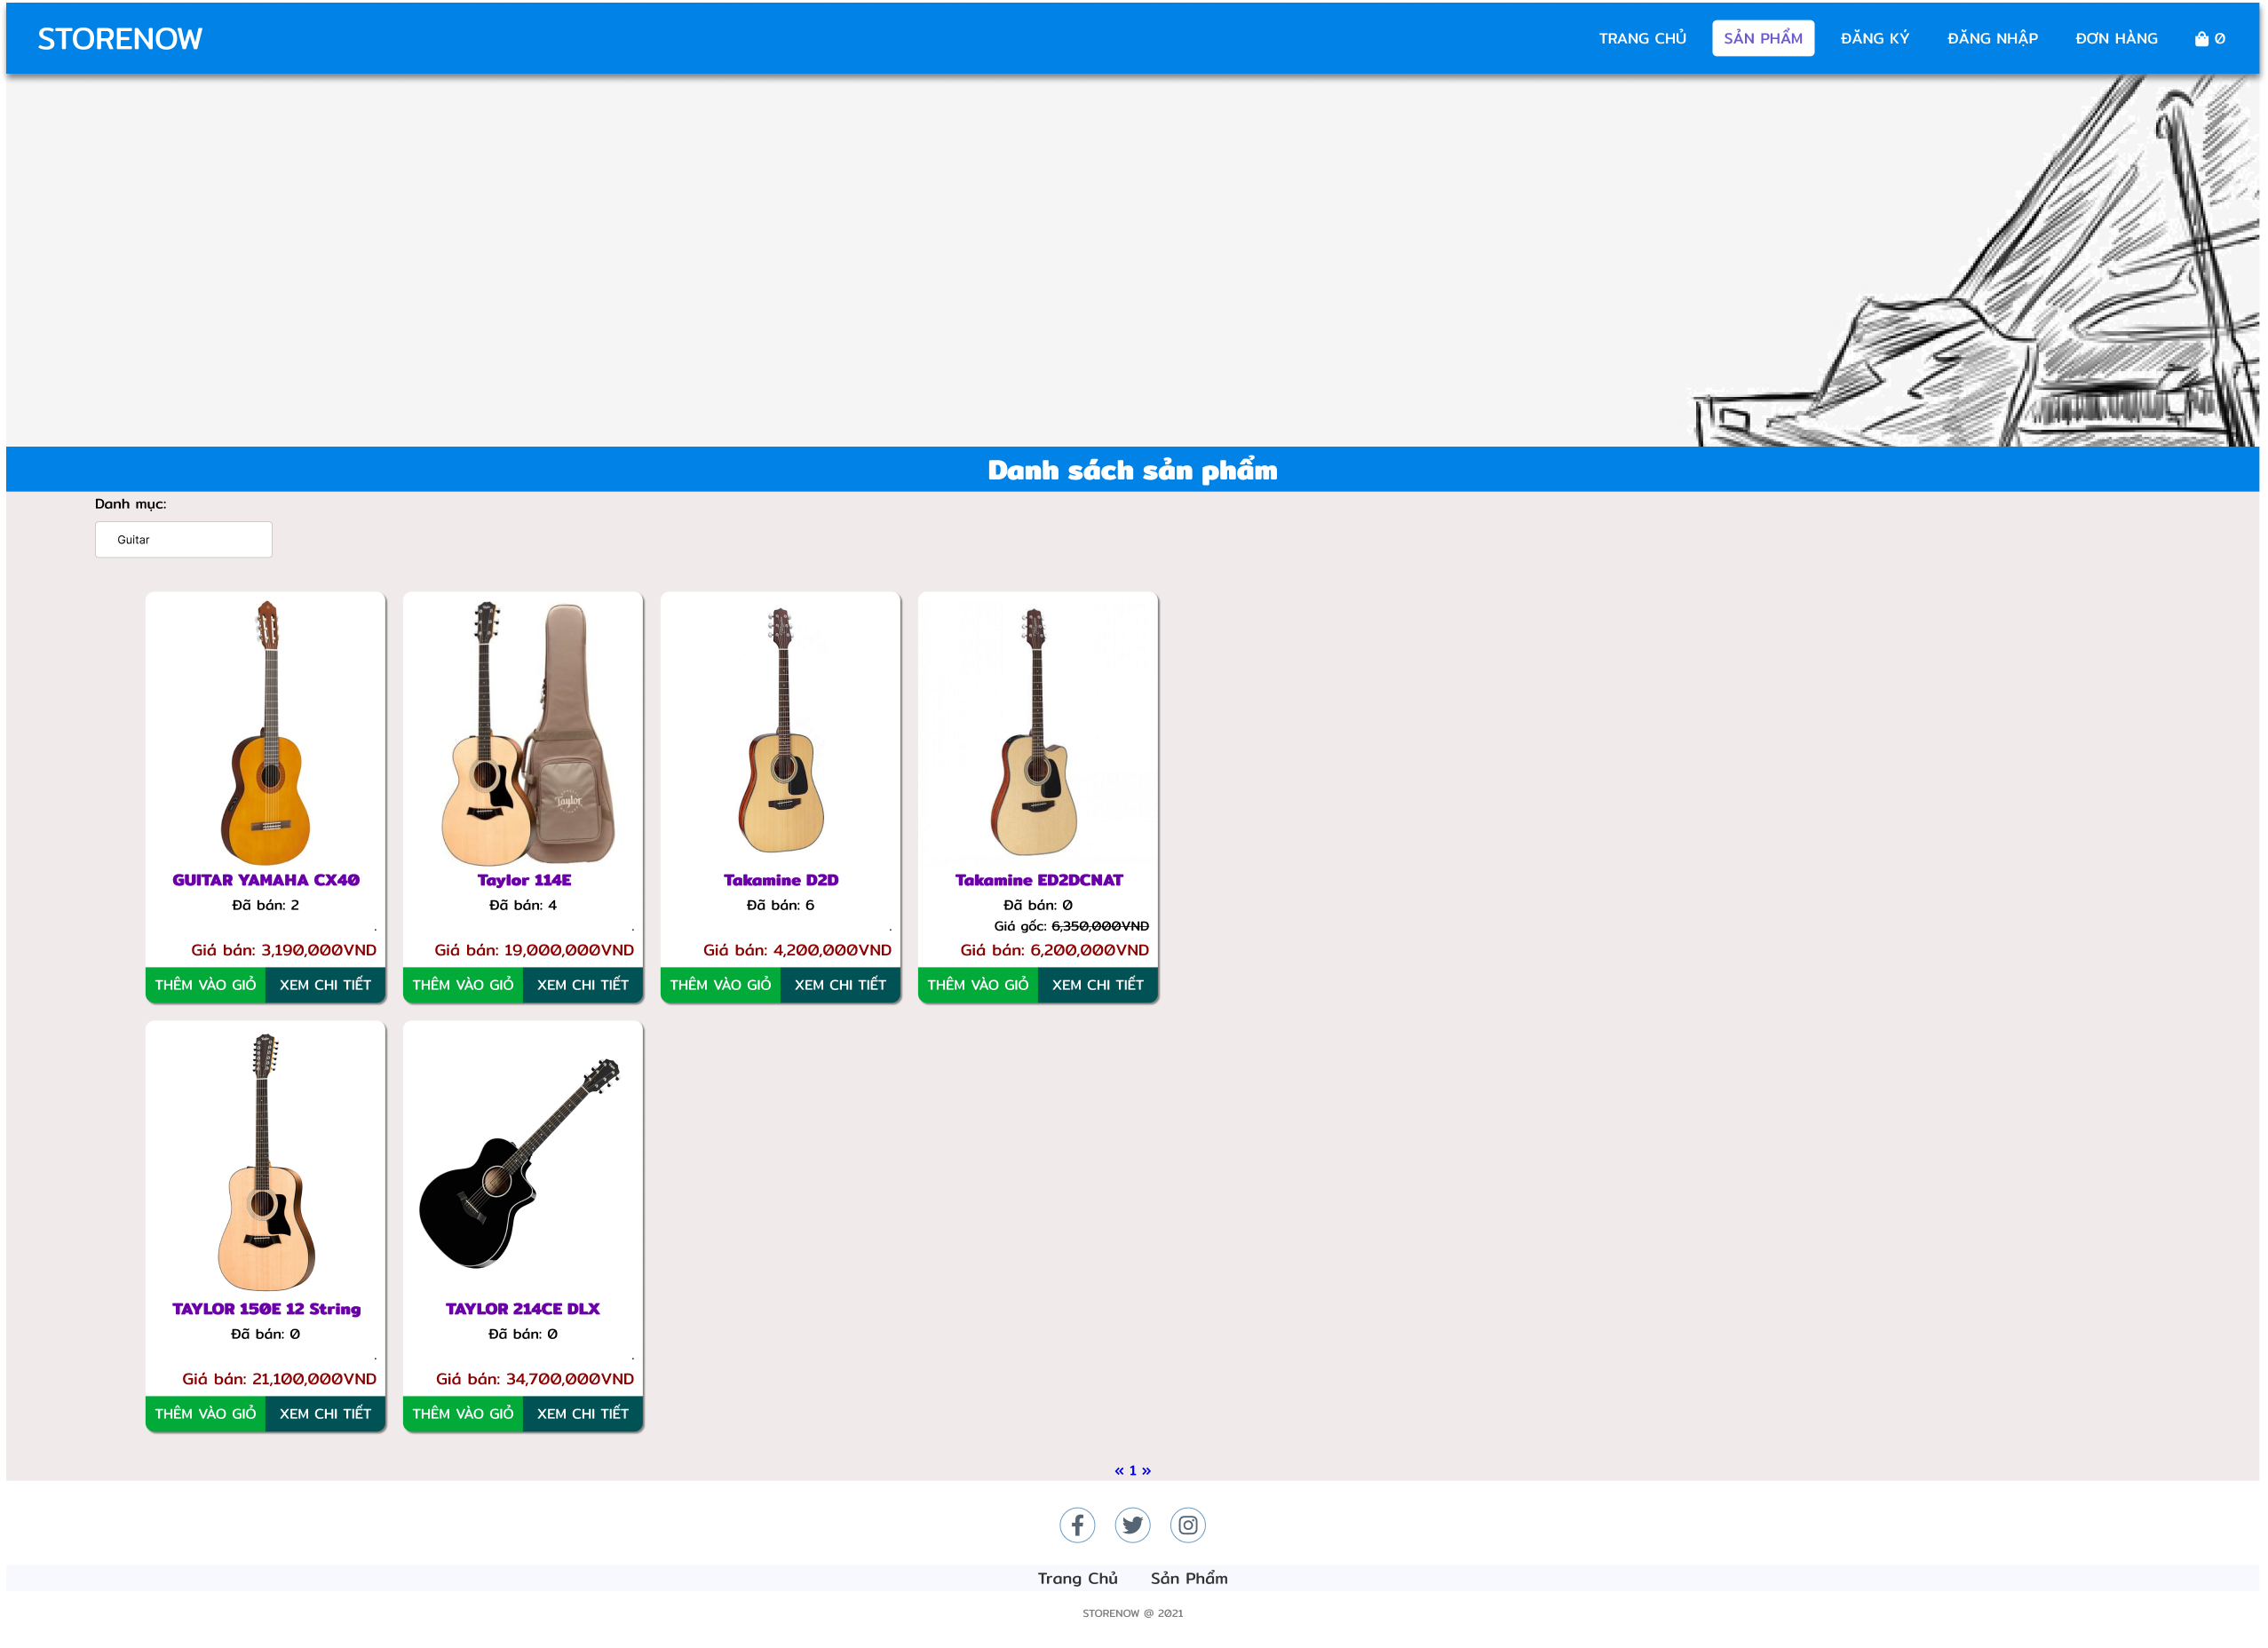 STORENOW
TRANG CHỦ
SẢN PHẨM
ĐĂNG KÝ
ĐĂNG NHẬP
ĐƠN HÀNG
0
Danh sách sản phẩm
Danh mục:
Guitar
Taylor
GUITAR YAMAHA CX40
Đã bán: 2
.
Giá bán: 3,190,000VND
THÊM VÀO GIỎ
XEM CHI TIẾT
Taylor 114E
Đã bán: 4
.
Giá bán: 19,000,000VND
THÊM VÀO GIỎ
XEM CHI TIẾT
Takamine D2D
Đã bán: 6
.
Giá bán: 4,200,000VND
THÊM VÀO GIỎ
XEM CHI TIẾT
Takamine ED2DCNAT
Đã bán: 0
Giá gốc: 6,350,000VND
Giá bán: 6,200,000VND
THÊM VÀO GIỎ
XEM CHI TIẾT
TAYLOR 150E 12 String
Đã bán: 0
.
Giá bán: 21,100,000VND
THÊM VÀO GIỎ
XEM CHI TIẾT
TAYLOR 214CE DLX
Đã bán: 0
.
Giá bán: 34,700,000VND
THÊM VÀO GIỎ
XEM CHI TIẾT
« 1 »
Trang Chủ
Sản Phẩm
STORENOW @ 2021